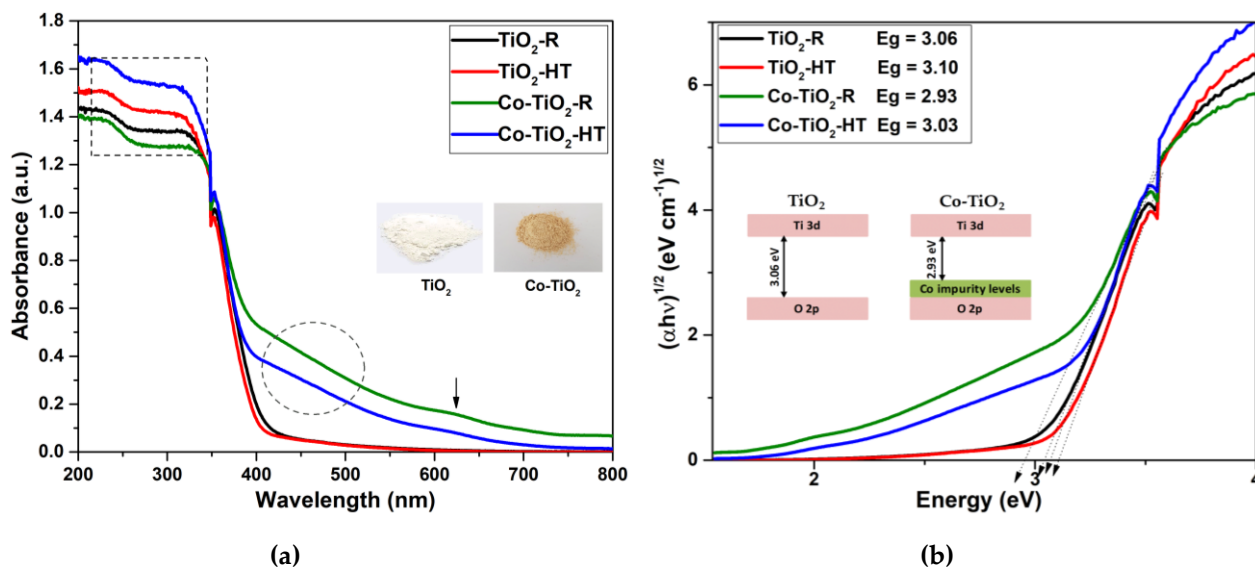 TiO₂-R
TiO₂-HT
Co-TiO₂-R
Co-TiO₂-HT
TiO₂
Co-TiO₂
Absorbance (a.u.)
0.0
0.2
0.4
0.6
0.8
1.0
1.2
1.4
1.6
1.8
200
300
400
500
600
700
800
Wavelength (nm)
(a)
TiO₂-R Eg = 3.06
TiO₂-HT Eg = 3.10
Co-TiO₂-R Eg = 2.93
Co-TiO₂-HT Eg = 3.03
TiO₂
Ti 3d
3.06 eV
O 2p
Co-TiO₂
Ti 3d
2.93 eV
Co impurity levels
O 2p
(αhν)^1/2 (eV cm⁻¹)^1/2
0
2
4
6
2
3
4
Energy (eV)
(b)